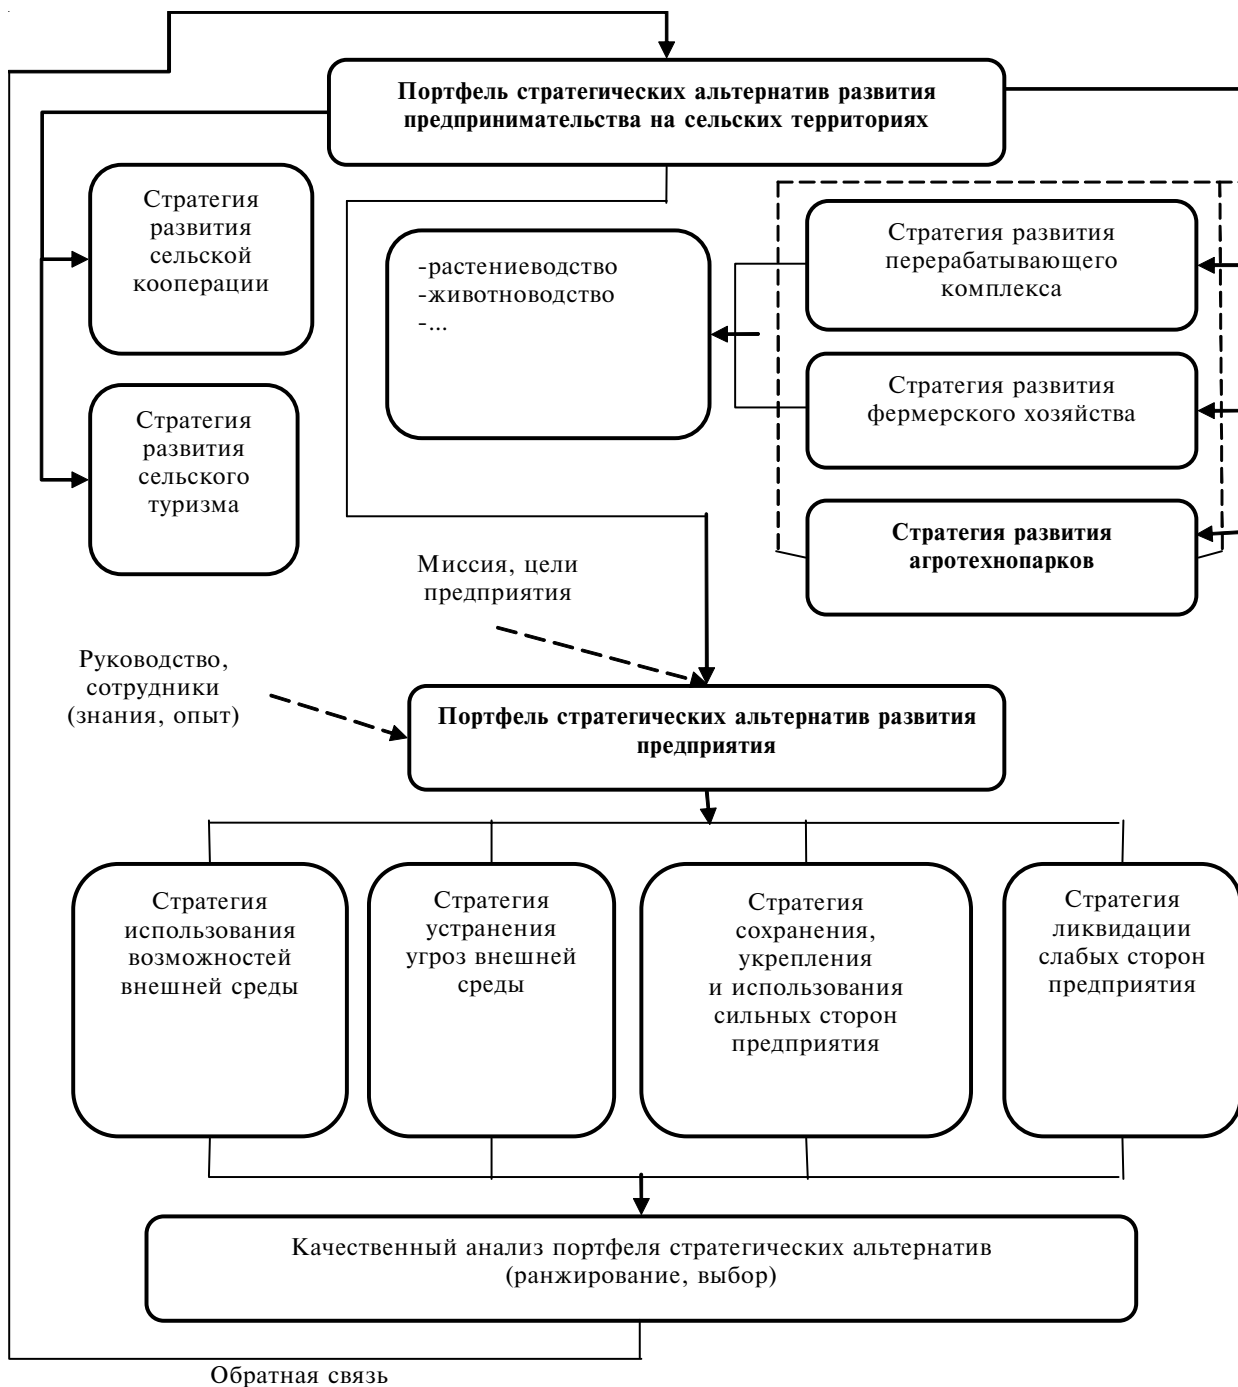 Портфель стратегических альтернатив развития
предпринимательства на сельских территориях
Стратегия
развития
сельской
кооперации
-растениеводство
-животноводство
-...
Стратегия развития
перерабатывающего
комплекса
Стратегия развития
фермерского хозяйства
Стратегия
развития
сельского
туризма
Стратегия развития
агротехнопарков
Миссия, цели
предприятия
Руководство,
сотрудники
(знания, опыт)
Портфель стратегических альтернатив развития
предприятия
Стратегия
использования
возможностей
внешней среды
Стратегия
устранения
угроз внешней
среды
Стратегия
сохранения,
укрепления
и использования
сильных сторон
предприятия
Стратегия
ликвидации
слабых сторон
предприятия
Качественный анализ портфеля стратегических альтернатив
(ранжирование, выбор)
Обратная связь